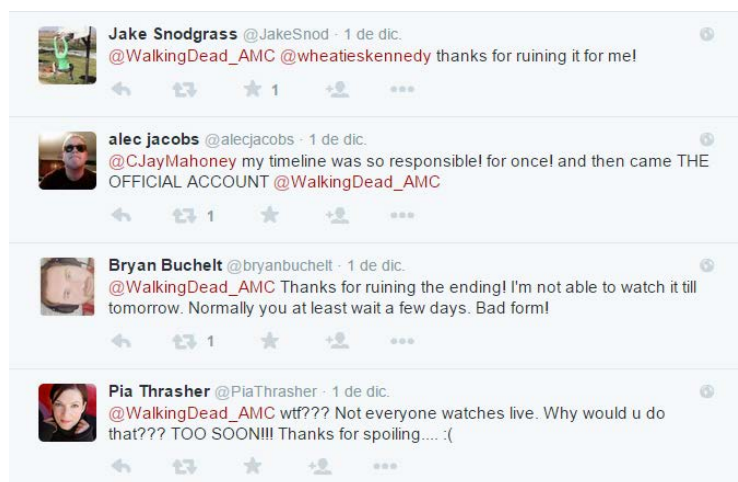 Jake Snodgrass @JakeSnod · 1 de dic.
@WalkingDead_AMC @wheatieskennedy thanks for ruining it for me!
1
alec jacobs @alecjacobs · 1 de dic.
@CJayMahoney my timeline was so responsible! for once! and then came THE
OFFICIAL ACCOUNT @WalkingDead_AMC
1
Bryan Buchelt @bryanbuchelt · 1 de dic.
@WalkingDead_AMC Thanks for ruining the ending! I'm not able to watch it till
tomorrow. Normally you at least wait a few days. Bad form!
1
Pia Thrasher @PiaThrasher · 1 de dic.
@WalkingDead_AMC wtf??? Not everyone watches live. Why would u do
that??? TOO SOON!!! Thanks for spoiling.... :(